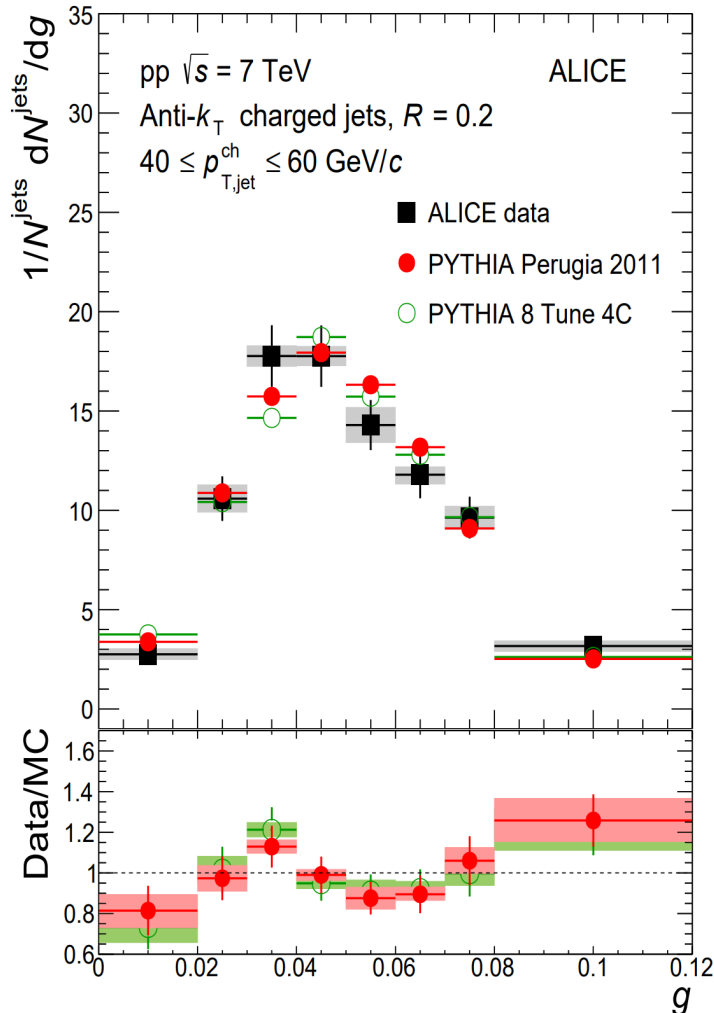 1/N^jets dN^jets/dg
35
30
25
20
15
10
5
0
pp √s = 7 TeV ALICE
Anti-k_T charged jets, R = 0.2
40 ≤ p_T,jet^ch ≤ 60 GeV/c
ALICE data
PYTHIA Perugia 2011
PYTHIA 8 Tune 4C
Data/MC
1.6
1.4
1.2
1
0.8
0.6
0 0.02 0.04 0.06 0.08 0.1 0.12
g